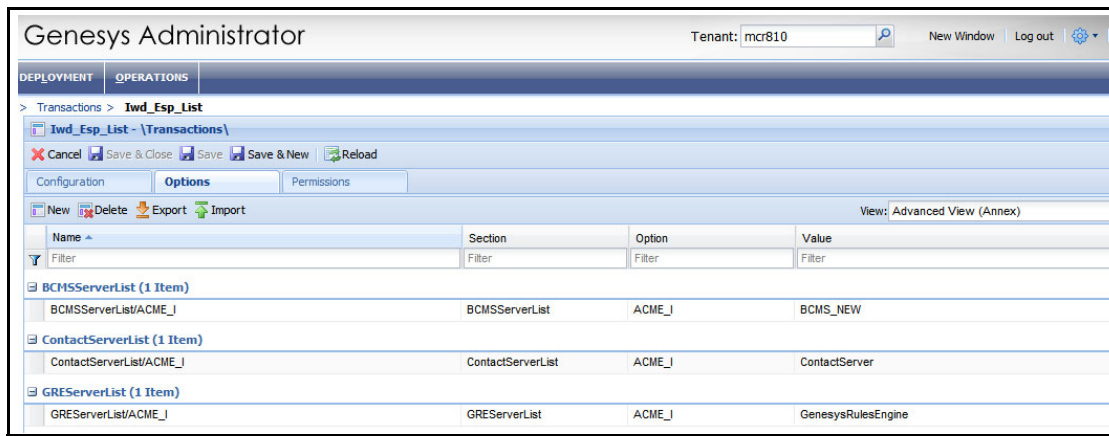 Genesys Administrator
Tenant: mcr810 New Window Log out
DEPLOYMENT OPERATIONS
> Transactions > Iwd_Esp_List
Iwd_Esp_List - \Transactions\
Cancel Save & Close Save Save & New Reload
Configuration Options Permissions
New Delete Export Import View: Advanced View (Annex)
Name Section Option Value
Filter Filter Filter Filter
BCMSServerList (1 Item)
BCMSServerList/ACME_I BCMSServerList ACME_I BCMS_NEW
ContactServerList (1 Item)
ContactServerList/ACME_I ContactServerList ACME_I ContactServer
GREServerList (1 Item)
GREServerList/ACME_I GREServerList ACME_I GenesysRulesEngine